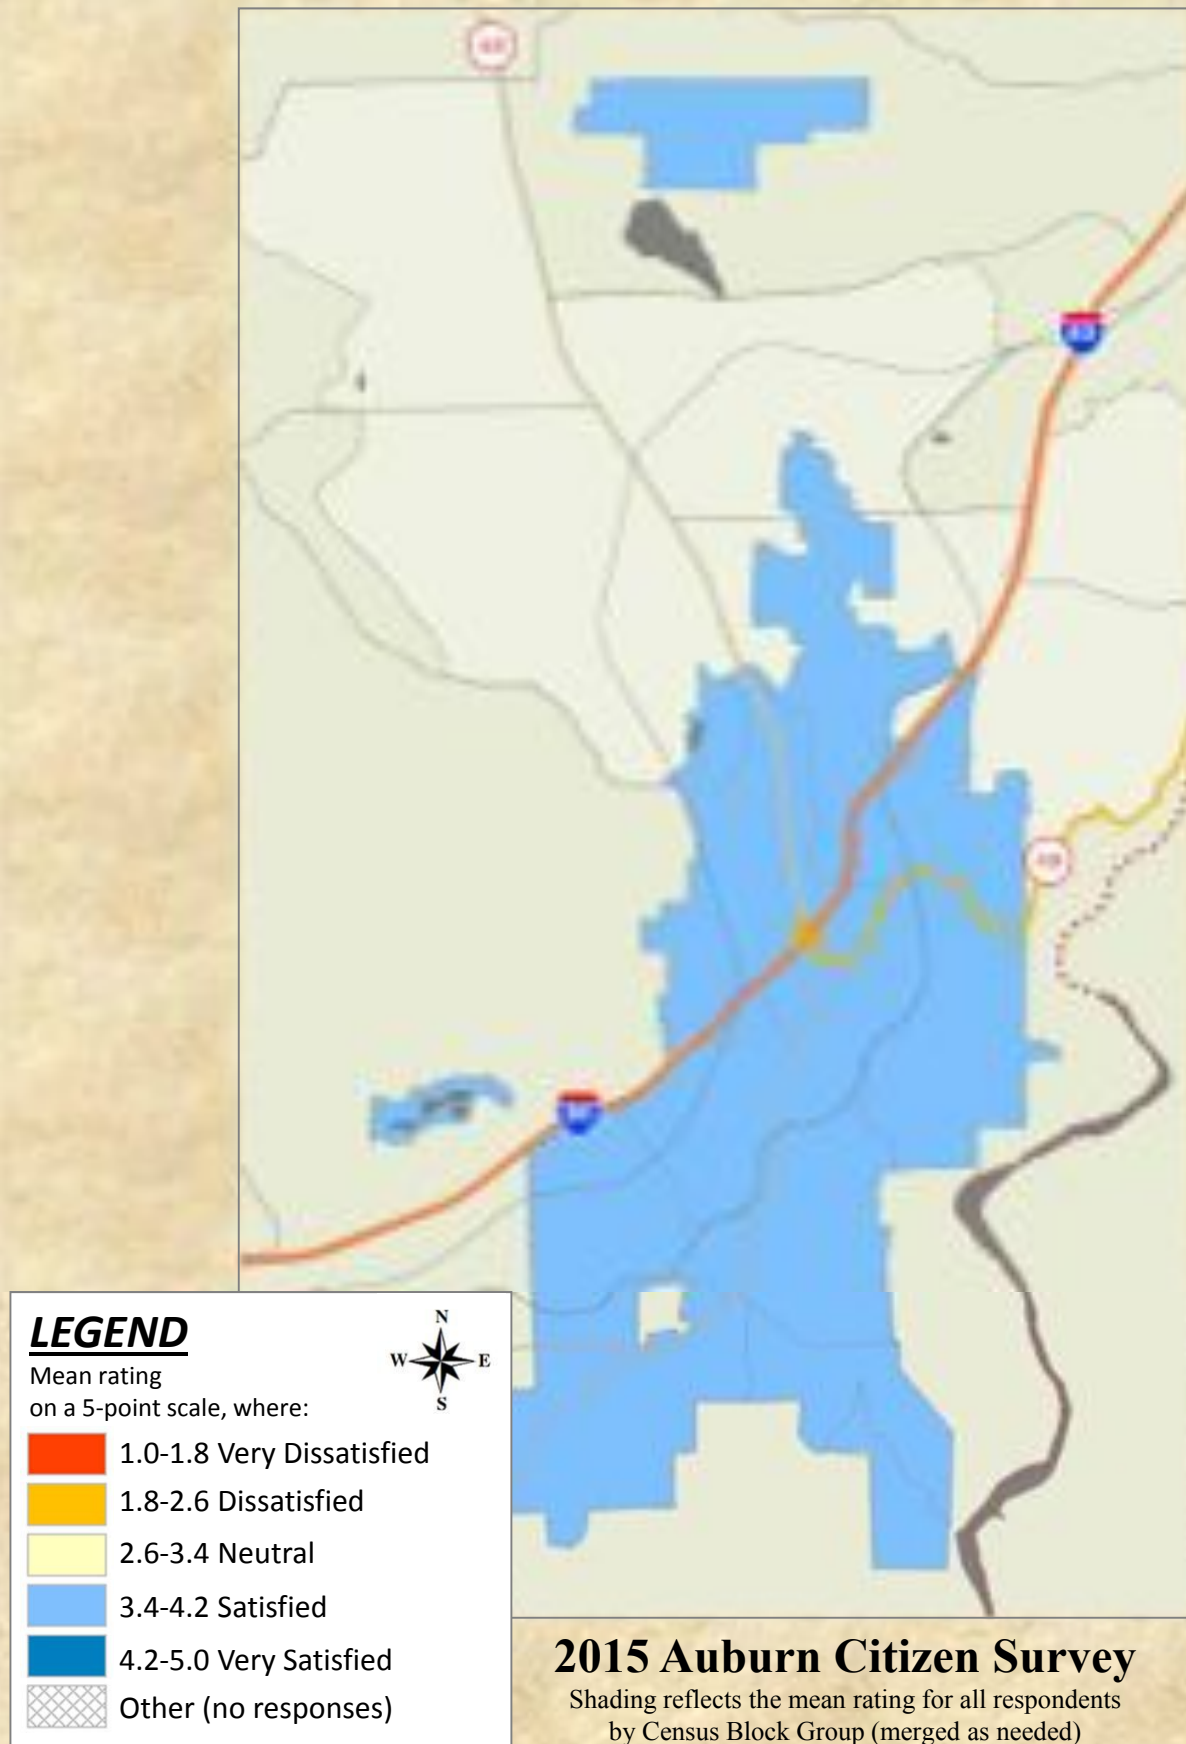 LEGEND
Mean rating
on a 5-point scale, where:
N
W
E
S
1.0-1.8 Very Dissatisfied
1.8-2.6 Dissatisfied
2.6-3.4 Neutral
3.4-4.2 Satisfied
4.2-5.0 Very Satisfied
Other (no responses)
2015 Auburn Citizen Survey
Shading reflects the mean rating for all respondents
by Census Block Group (merged as needed)